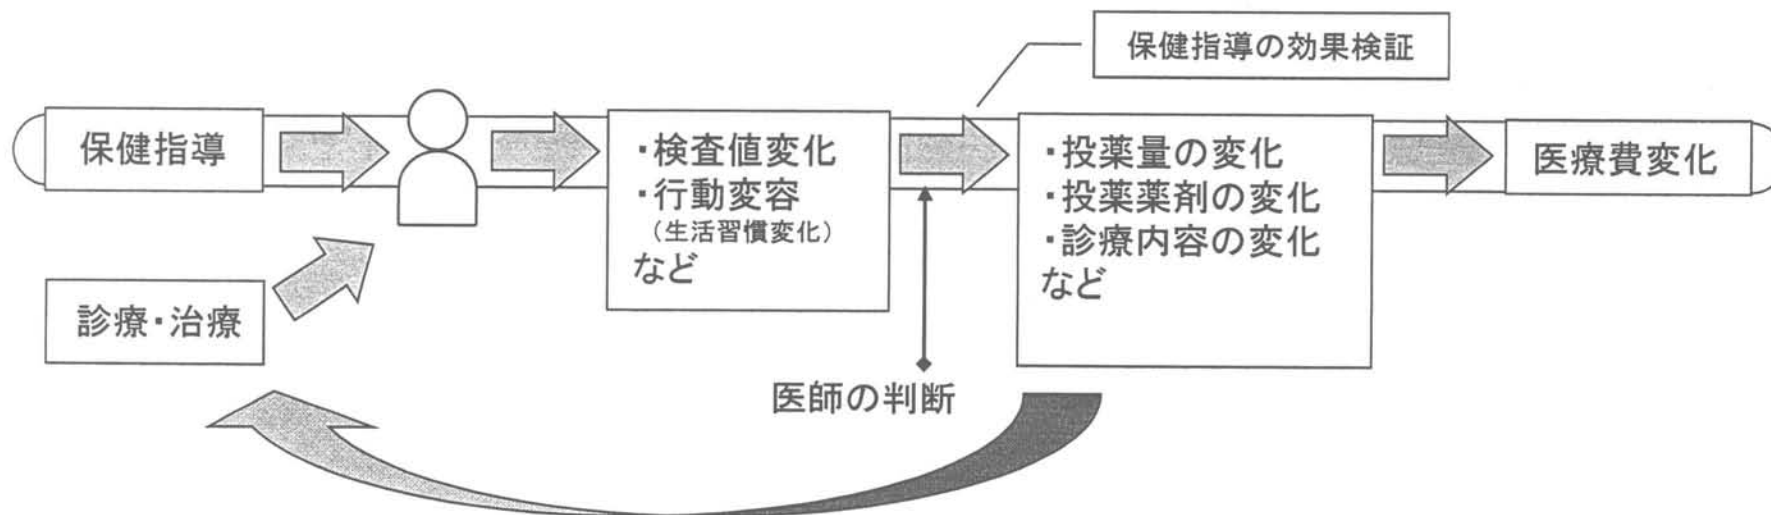 保健指導の効果検証
保健指導
・検査値変化
・行動変容
（生活習慣変化）
など
・投薬量の変化
・投薬薬剤の変化
・診療内容の変化
など
医療費変化
診療・治療
医師の判断